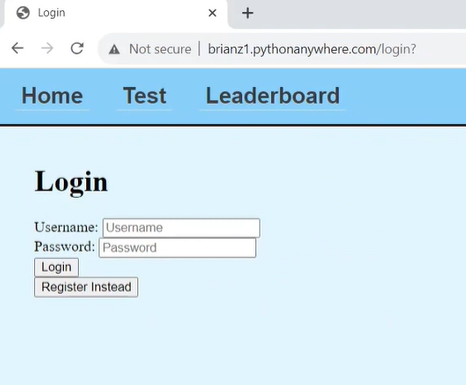 Login
Not secure | brianz1.pythonanywhere.com/login?
Home Test Leaderboard
Login
Username: Username
Password: Password
Login
Register Instead